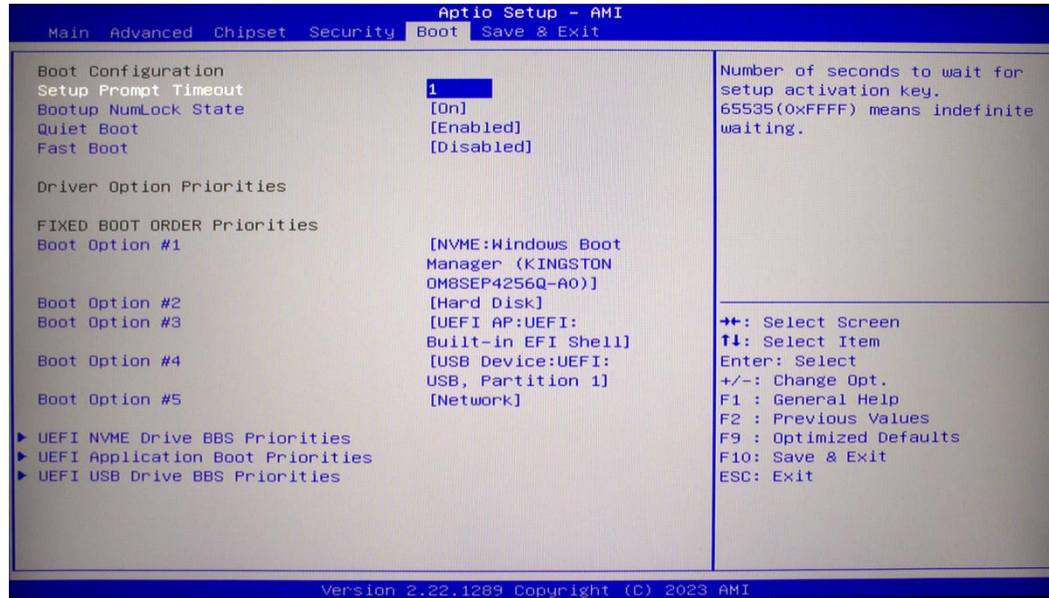 Aptio Setup - AMI
Main Advanced Chipset Security Boot Save & Exit
Boot Configuration
Setup Prompt Timeout 1
Bootup NumLock State [On]
Quiet Boot [Enabled]
Fast Boot [Disabled]
Driver Option Priorities
FIXED BOOT ORDER Priorities
Boot Option #1 [NVME:Windows Boot
Manager (KINGSTON
OM8SEP4256Q-A0)]
Boot Option #2 [Hard Disk]
Boot Option #3 [UEFI AP:UEFI:
Built-in EFI Shell]
Boot Option #4 [USB Device:UEFI:
USB, Partition 1]
Boot Option #5 [Network]
UEFI NVME Drive BBS Priorities
UEFI Application Boot Priorities
UEFI USB Drive BBS Priorities
Number of seconds to wait for
setup activation key.
65535(0xFFFF) means indefinite
waiting.
→←: Select Screen
↑↓: Select Item
Enter: Select
+/-: Change Opt.
F1 : General Help
F2 : Previous Values
F9 : Optimized Defaults
F10: Save & Exit
ESC: Exit
Version 2.22.1289 Copyright (C) 2023 AMI